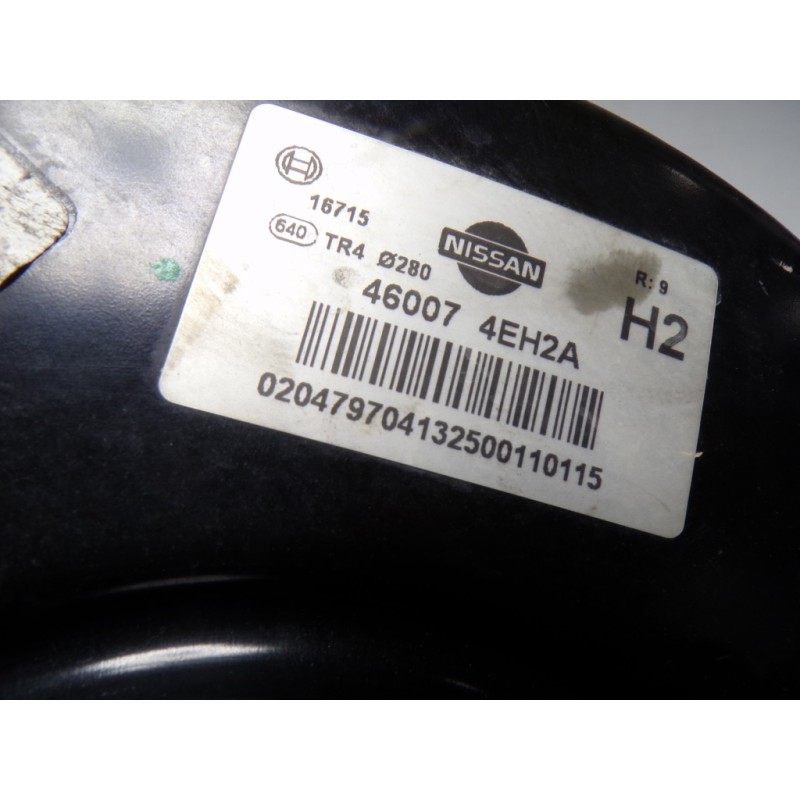 16715
640 TR4 Ø280
NISSAN
R: 9
H2
46007 4EH2A
020479704132500110115